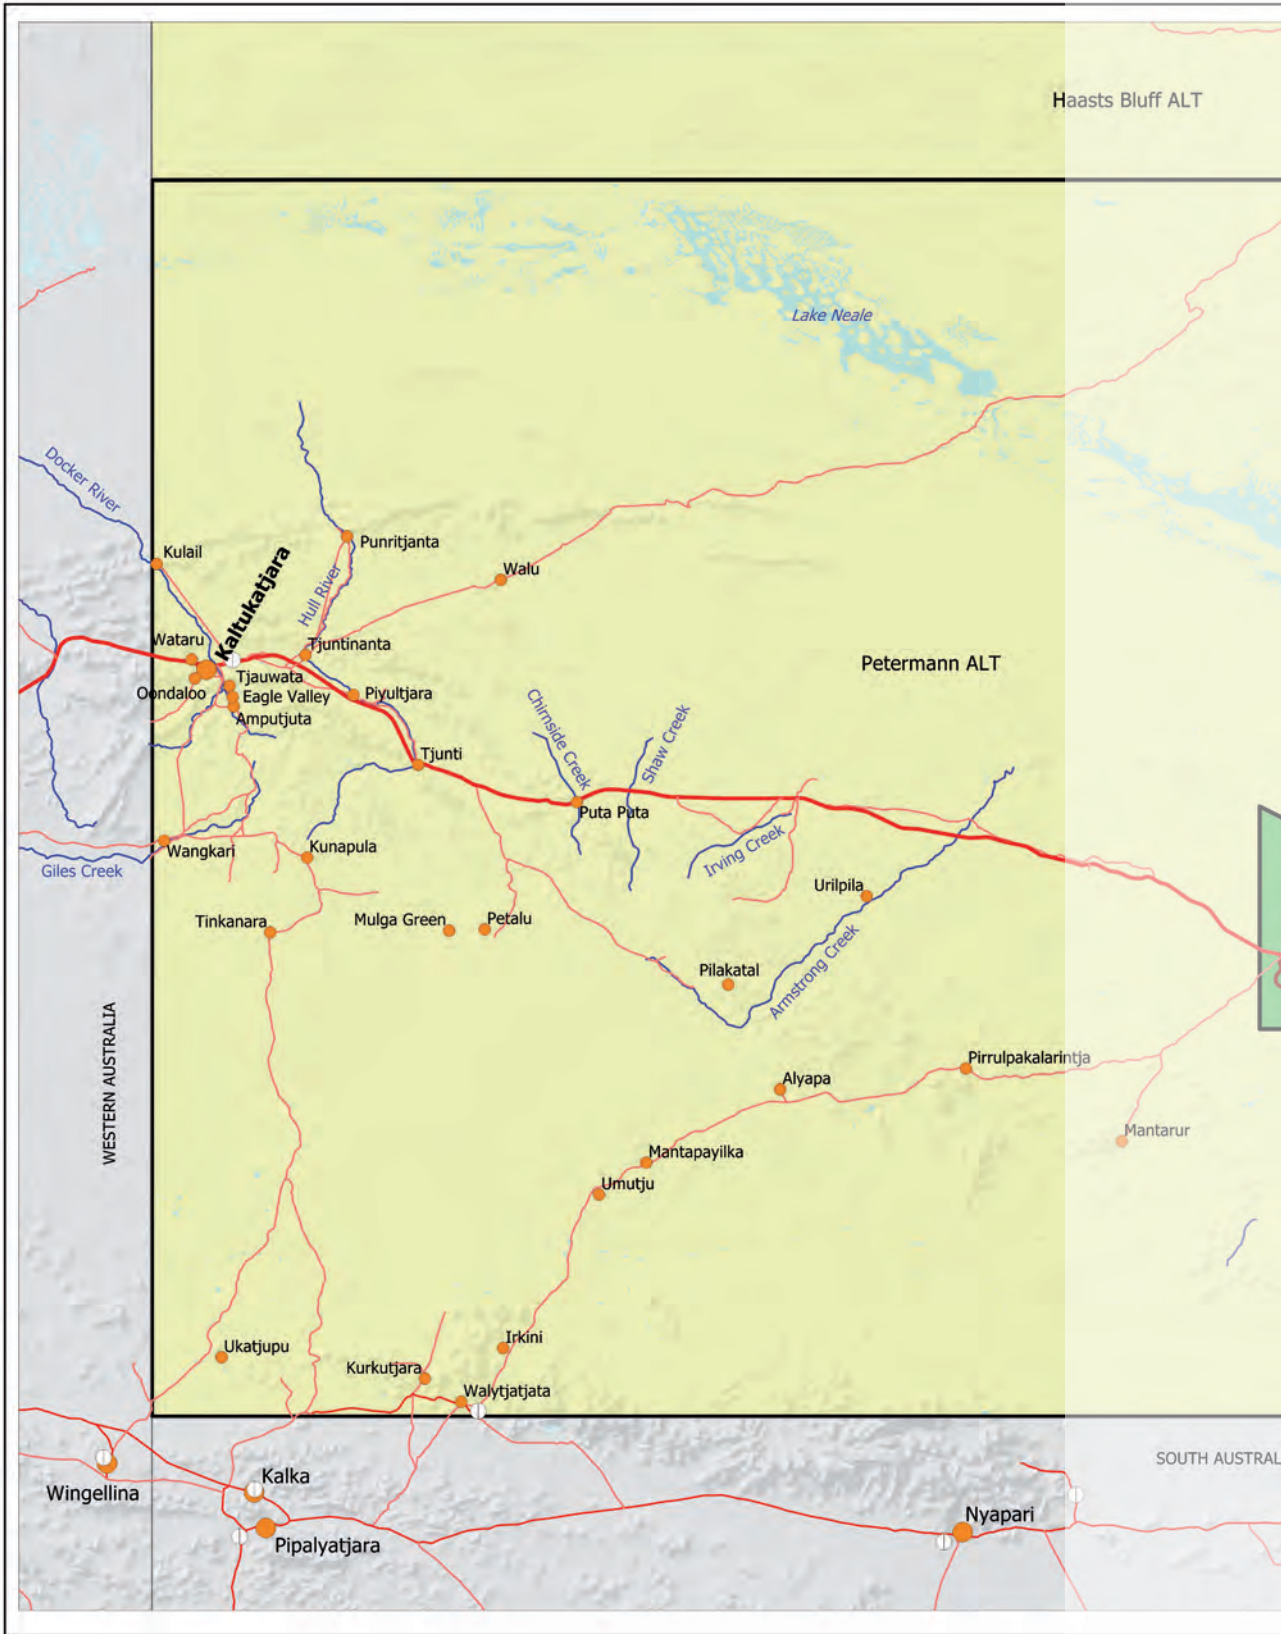 Haasts Bluff ALT
Lake Neale
Docker River
Kulail
Kaltukatjara
Punritjanta
Hull River
Walu
Wataru
Tjuntinanta
Petermann ALT
Oondaloo
Tjauwata
Eagle Valley
Amputjuta
Piyultjara
Chirnside Creek
Shaw Creek
Tjunti
Puta Puta
Irving Creek
Wangkari
Giles Creek
Kunapula
Urilpila
Tinkanara
Mulga Green
Petalu
Pilakatal
Armstrong Creek
WESTERN AUSTRALIA
Pirrulpakalarintja
Alyapa
Mantarur
Mantapayilka
Umutju
Irkini
Ukatjupu
Kurkutjara
Walytjatjata
SOUTH AUSTRAL
Wingellina
Kalka
Nyapari
Pipalyatjara